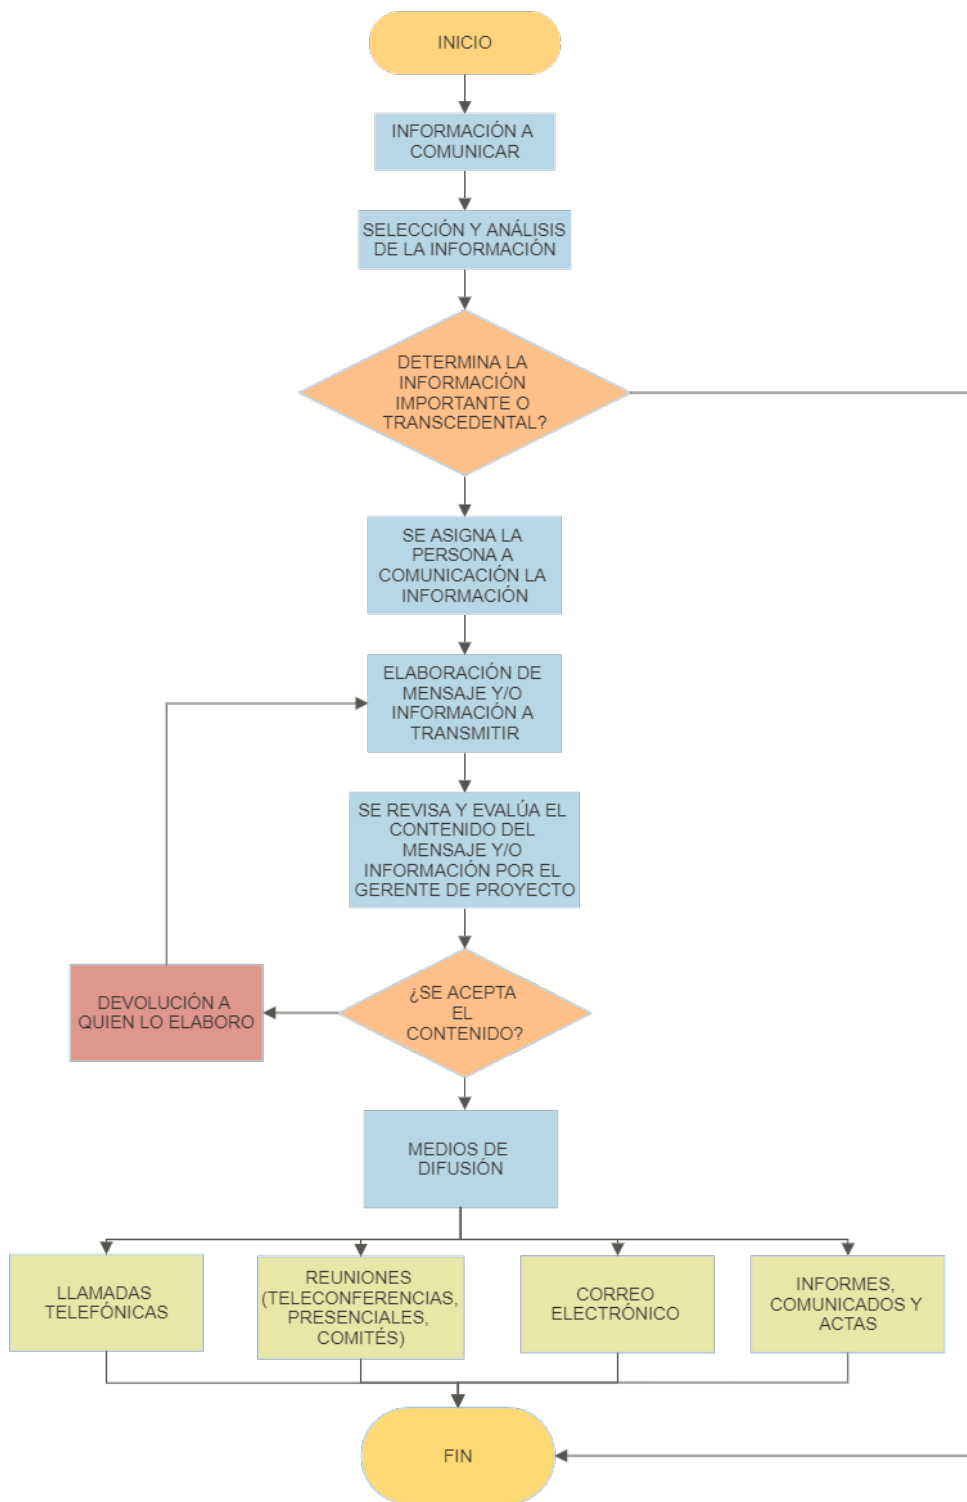 INICIO
INFORMACIÓN A
COMUNICAR
SELECCIÓN Y ANÁLISIS
DE LA INFORMACIÓN
DETERMINA LA
INFORMACIÓN
IMPORTANTE O
TRANSCEDENTAL?
SE ASIGNA LA
PERSONA A
COMUNICACIÓN LA
INFORMACIÓN
ELABORACIÓN DE
MENSAJE Y/O
INFORMACIÓN A
TRANSMITIR
SE REVISA Y EVALÚA EL
CONTENIDO DEL
MENSAJE Y/O
INFORMACIÓN POR EL
GERENTE DE PROYECTO
¿SE ACEPTA
EL
CONTENIDO?
DEVOLUCIÓN A
QUIEN LO ELABORO
MEDIOS DE
DIFUSIÓN
LLAMADAS
TELEFÓNICAS
REUNIONES
(TELECONFERENCIAS,
PRESENCIALES,
COMITÉS)
CORREO
ELECTRÓNICO
INFORMES,
COMUNICADOS Y
ACTAS
FIN